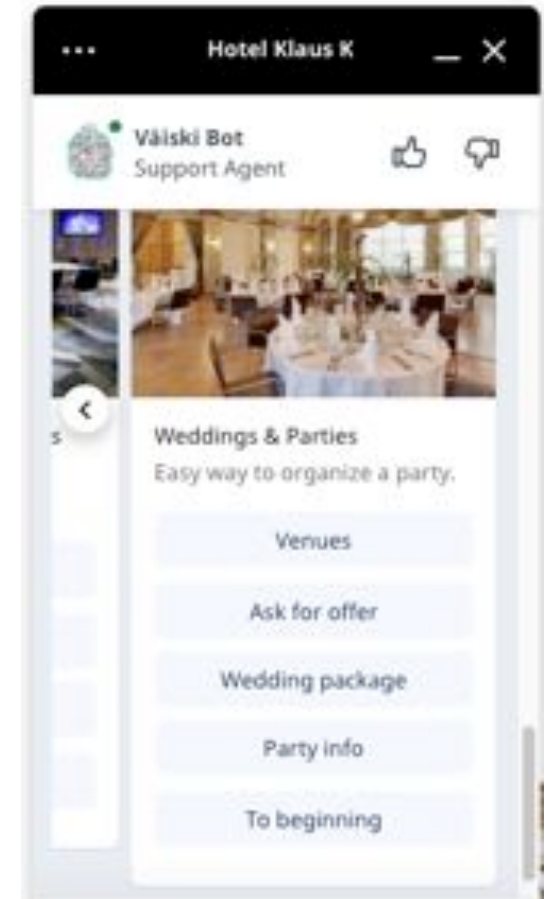 Hotel Klaus K
Väiski Bot
Support Agent
s
Weddings & Parties
Easy way to organize a party.
Venues
Ask for offer
Wedding package
Party info
To beginning